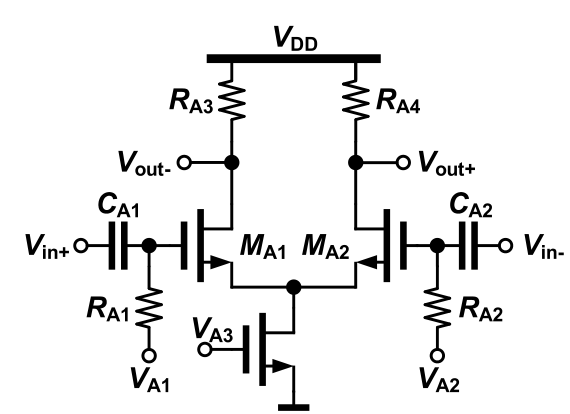 VDD
RA3
RA4
Vout-
Vout+
CA1
CA2
Vin+
MA1
MA2
Vin-
RA1
VA3
RA2
VA1
VA2